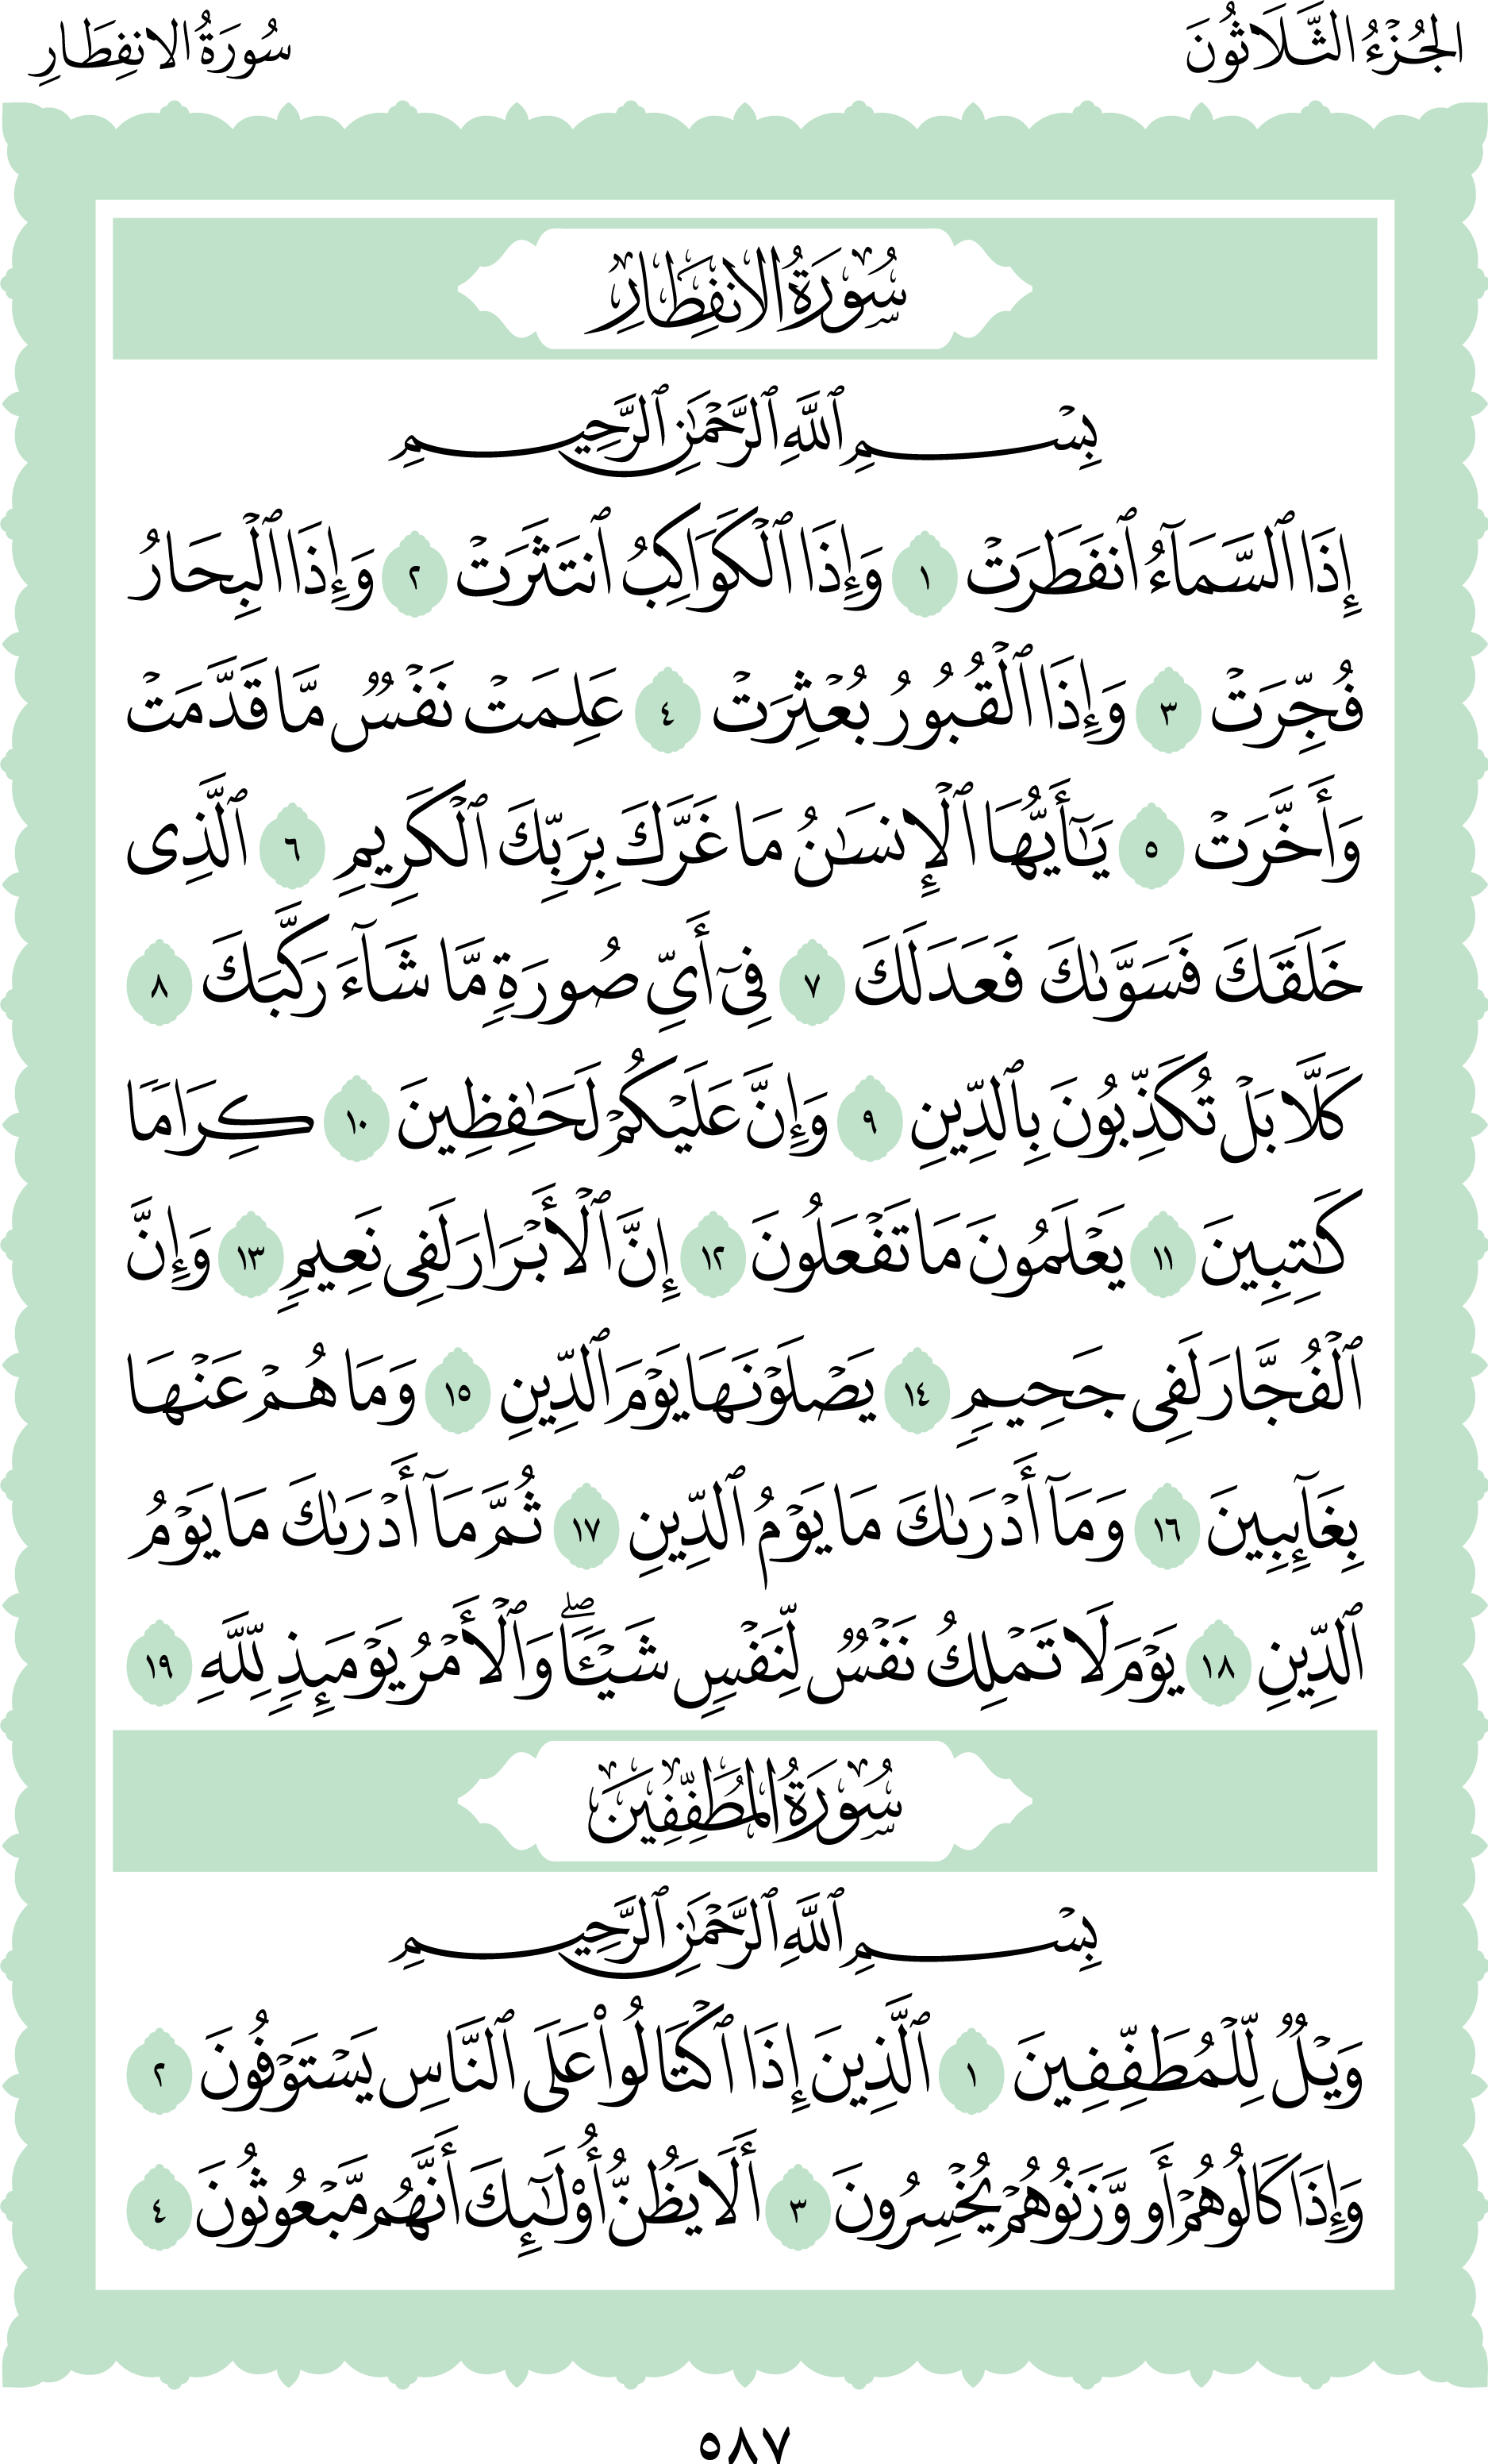 الجُزْءُ الثَّلَاثُونَ
سُورَةُ الانفِطَارِ
سُورَةُ الانفِطَارِ
بِسْمِ ٱللَّهِ ٱلرَّحْمَٰنِ ٱلرَّحِيمِ
إِذَا ٱلسَّمَآءُ ٱنفَطَرَتْ ١ وَإِذَا ٱلْكَوَاكِبُ ٱنتَثَرَتْ ٢ وَإِذَا ٱلْبِحَارُ
فُجِّرَتْ ٣ وَإِذَا ٱلْقُبُورُ بُعْثِرَتْ ٤ عَلِمَتْ نَفْسٌ مَّا قَدَّمَتْ
وَأَخَّرَتْ ٥ يَٰٓأَيُّهَا ٱلْإِنسَٰنُ مَا غَرَّكَ بِرَبِّكَ ٱلْكَرِيمِ ٦ ٱلَّذِى
خَلَقَكَ فَسَوَّىٰكَ فَعَدَلَكَ ٧ فِىٓ أَىِّ صُورَةٍ مَّا شَآءَ رَكَّبَكَ ٨
كَلَّا بَلْ تُكَذِّبُونَ بِٱلدِّينِ ٩ وَإِنَّ عَلَيْكُمْ لَحَٰفِظِينَ ١٠ كِرَامًا
كَٰتِبِينَ ١١ يَعْلَمُونَ مَا تَفْعَلُونَ ١٢ إِنَّ ٱلْأَبْرَارَ لَفِى نَعِيمٍ ١٣ وَإِنَّ
ٱلْفُجَّارَ لَفِى جَحِيمٍ ١٤ يَصْلَوْنَهَا يَوْمَ ٱلدِّينِ ١٥ وَمَا هُمْ عَنْهَا
بِغَآئِبِينَ ١٦ وَمَآ أَدْرَىٰكَ مَا يَوْمُ ٱلدِّينِ ١٧ ثُمَّ مَآ أَدْرَىٰكَ مَا يَوْمُ
ٱلدِّينِ ١٨ يَوْمَ لَا تَمْلِكُ نَفْسٌ لِّنَفْسٍ شَيْـًٔا ۖ وَٱلْأَمْرُ يَوْمَئِذٍ لِّلَّهِ ١٩
سُورَةُ المُطَفِّفِينَ
بِسْمِ ٱللَّهِ ٱلرَّحْمَٰنِ ٱلرَّحِيمِ
وَيْلٌ لِّلْمُطَفِّفِينَ ١ ٱلَّذِينَ إِذَا ٱكْتَالُوا۟ عَلَى ٱلنَّاسِ يَسْتَوْفُونَ ٢
وَإِذَا كَالُوهُمْ أَو وَّزَنُوهُمْ يُخْسِرُونَ ٣ أَلَا يَظُنُّ أُو۟لَٰٓئِكَ أَنَّهُم مَّبْعُوثُونَ ٤
٥٨٧